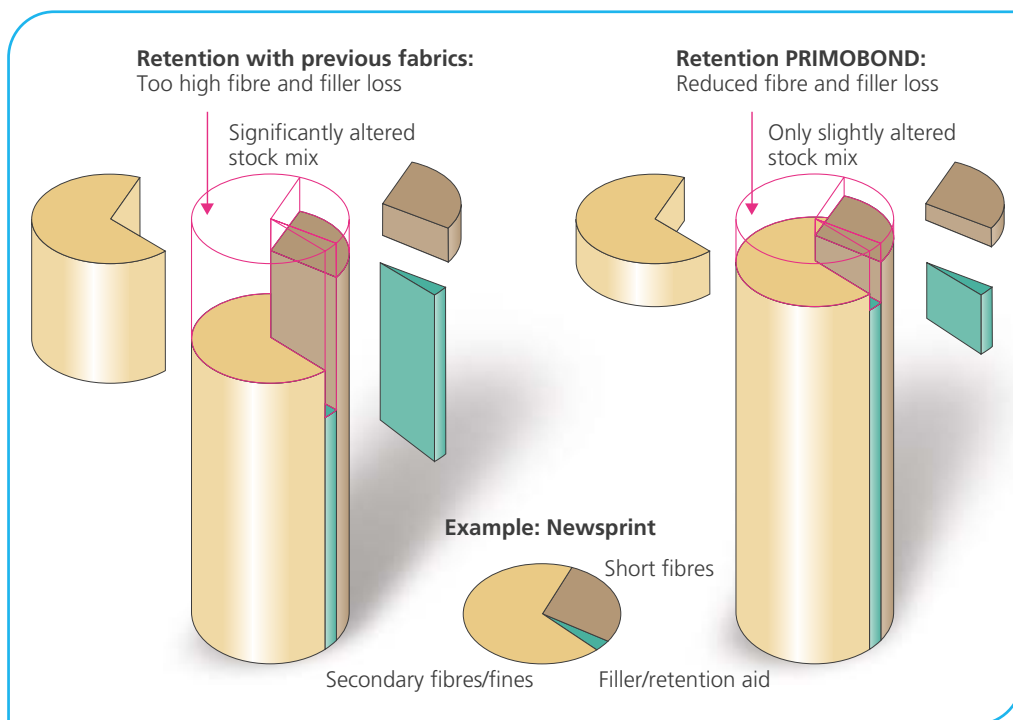 Retention with previous fabrics:
Too high fibre and filler loss
Significantly altered
stock mix
Retention PRIMOBOND:
Reduced fibre and filler loss
Only slightly altered
stock mix
Example: Newsprint
Short fibres
Secondary fibres/fines
Filler/retention aid